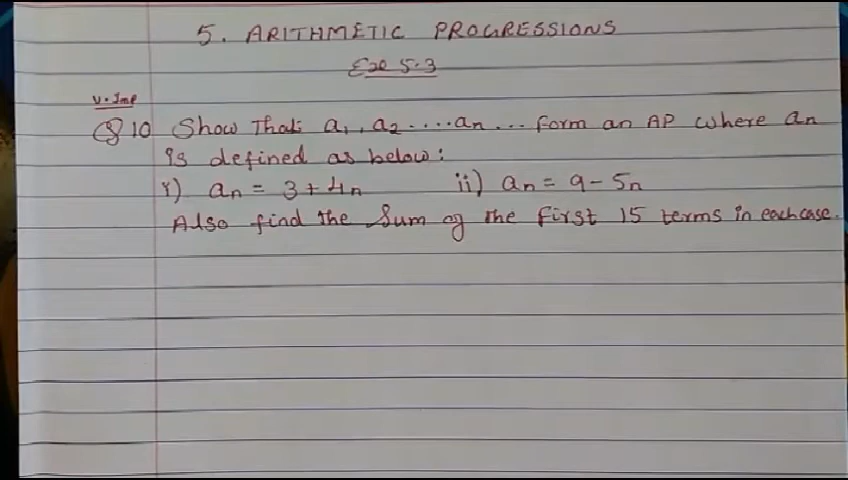 5. ARITHMETIC PROGRESSIONS
Exe 5.3
V. Imp
Q 10 Show that a₁, a₂ ..... aₙ ... form an AP where aₙ
is defined as below:
i) aₙ = 3 + 4n ii) aₙ = 9 - 5n
Also find the Sum of the first 15 terms in each case.